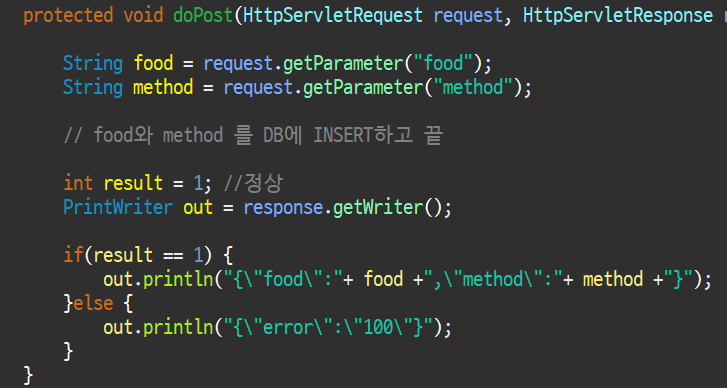 protected void doPost(HttpServletRequest request, HttpServletResponse
String food = request.getParameter("food");
String method = request.getParameter("method");
// food와 method 를 DB에 INSERT하고 끝
int result = 1; //정상
PrintWriter out = response.getWriter();
if(result == 1) {
out.println("{\"food\":"+ food +",\"method\":"+ method +"}");
}else {
out.println("{\"error\":\"100\"}");
}
}